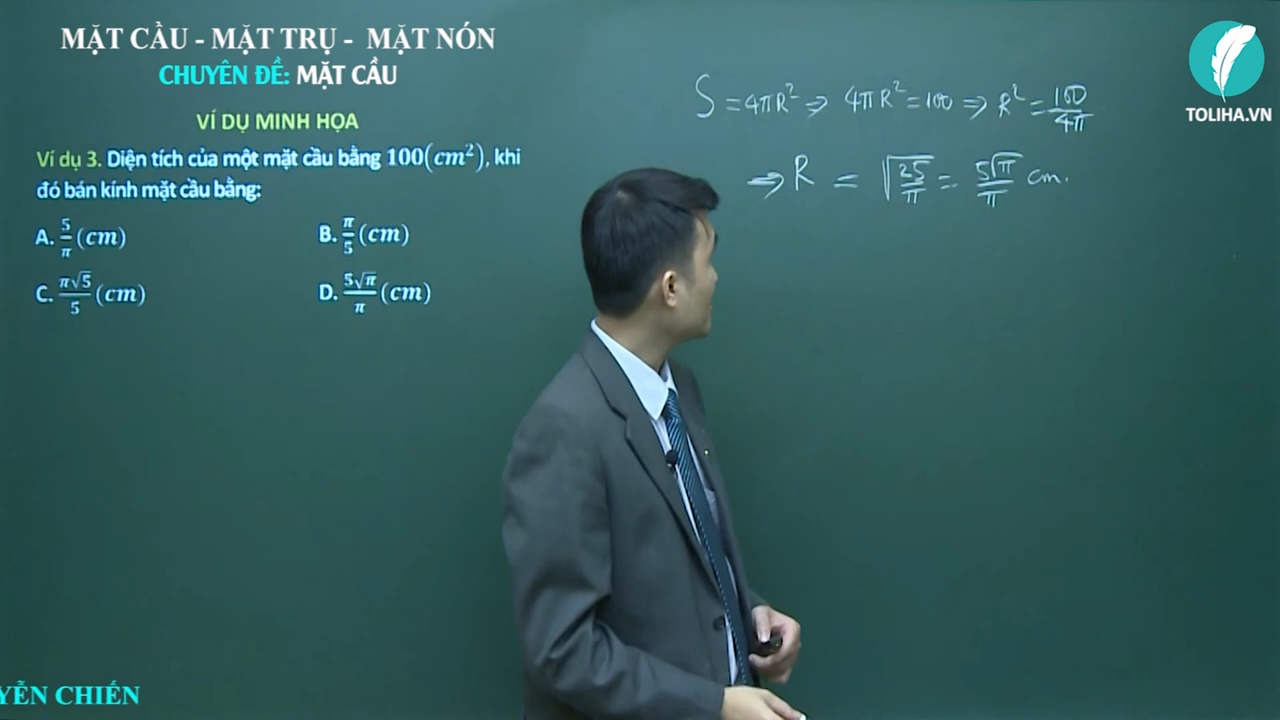 MẶT CẦU - MẶT TRỤ - MẶT NÓN
CHUYÊN ĐỀ: MẶT CẦU
VÍ DỤ MINH HỌA
Ví dụ 3. Diện tích của một mặt cầu bằng 100(cm²), khi
đó bán kính mặt cầu bằng:
A. 5/π (cm)
B. π/5 (cm)
C. π√5/5 (cm)
D. 5√π/π (cm)
S = 4πR² ⇒ 4πR² = 100 ⇒ R² = 100/4π
⇒ R = √(25/π) = 5√π/π cm.
TOLIHA.VN
YỄN CHIẾN